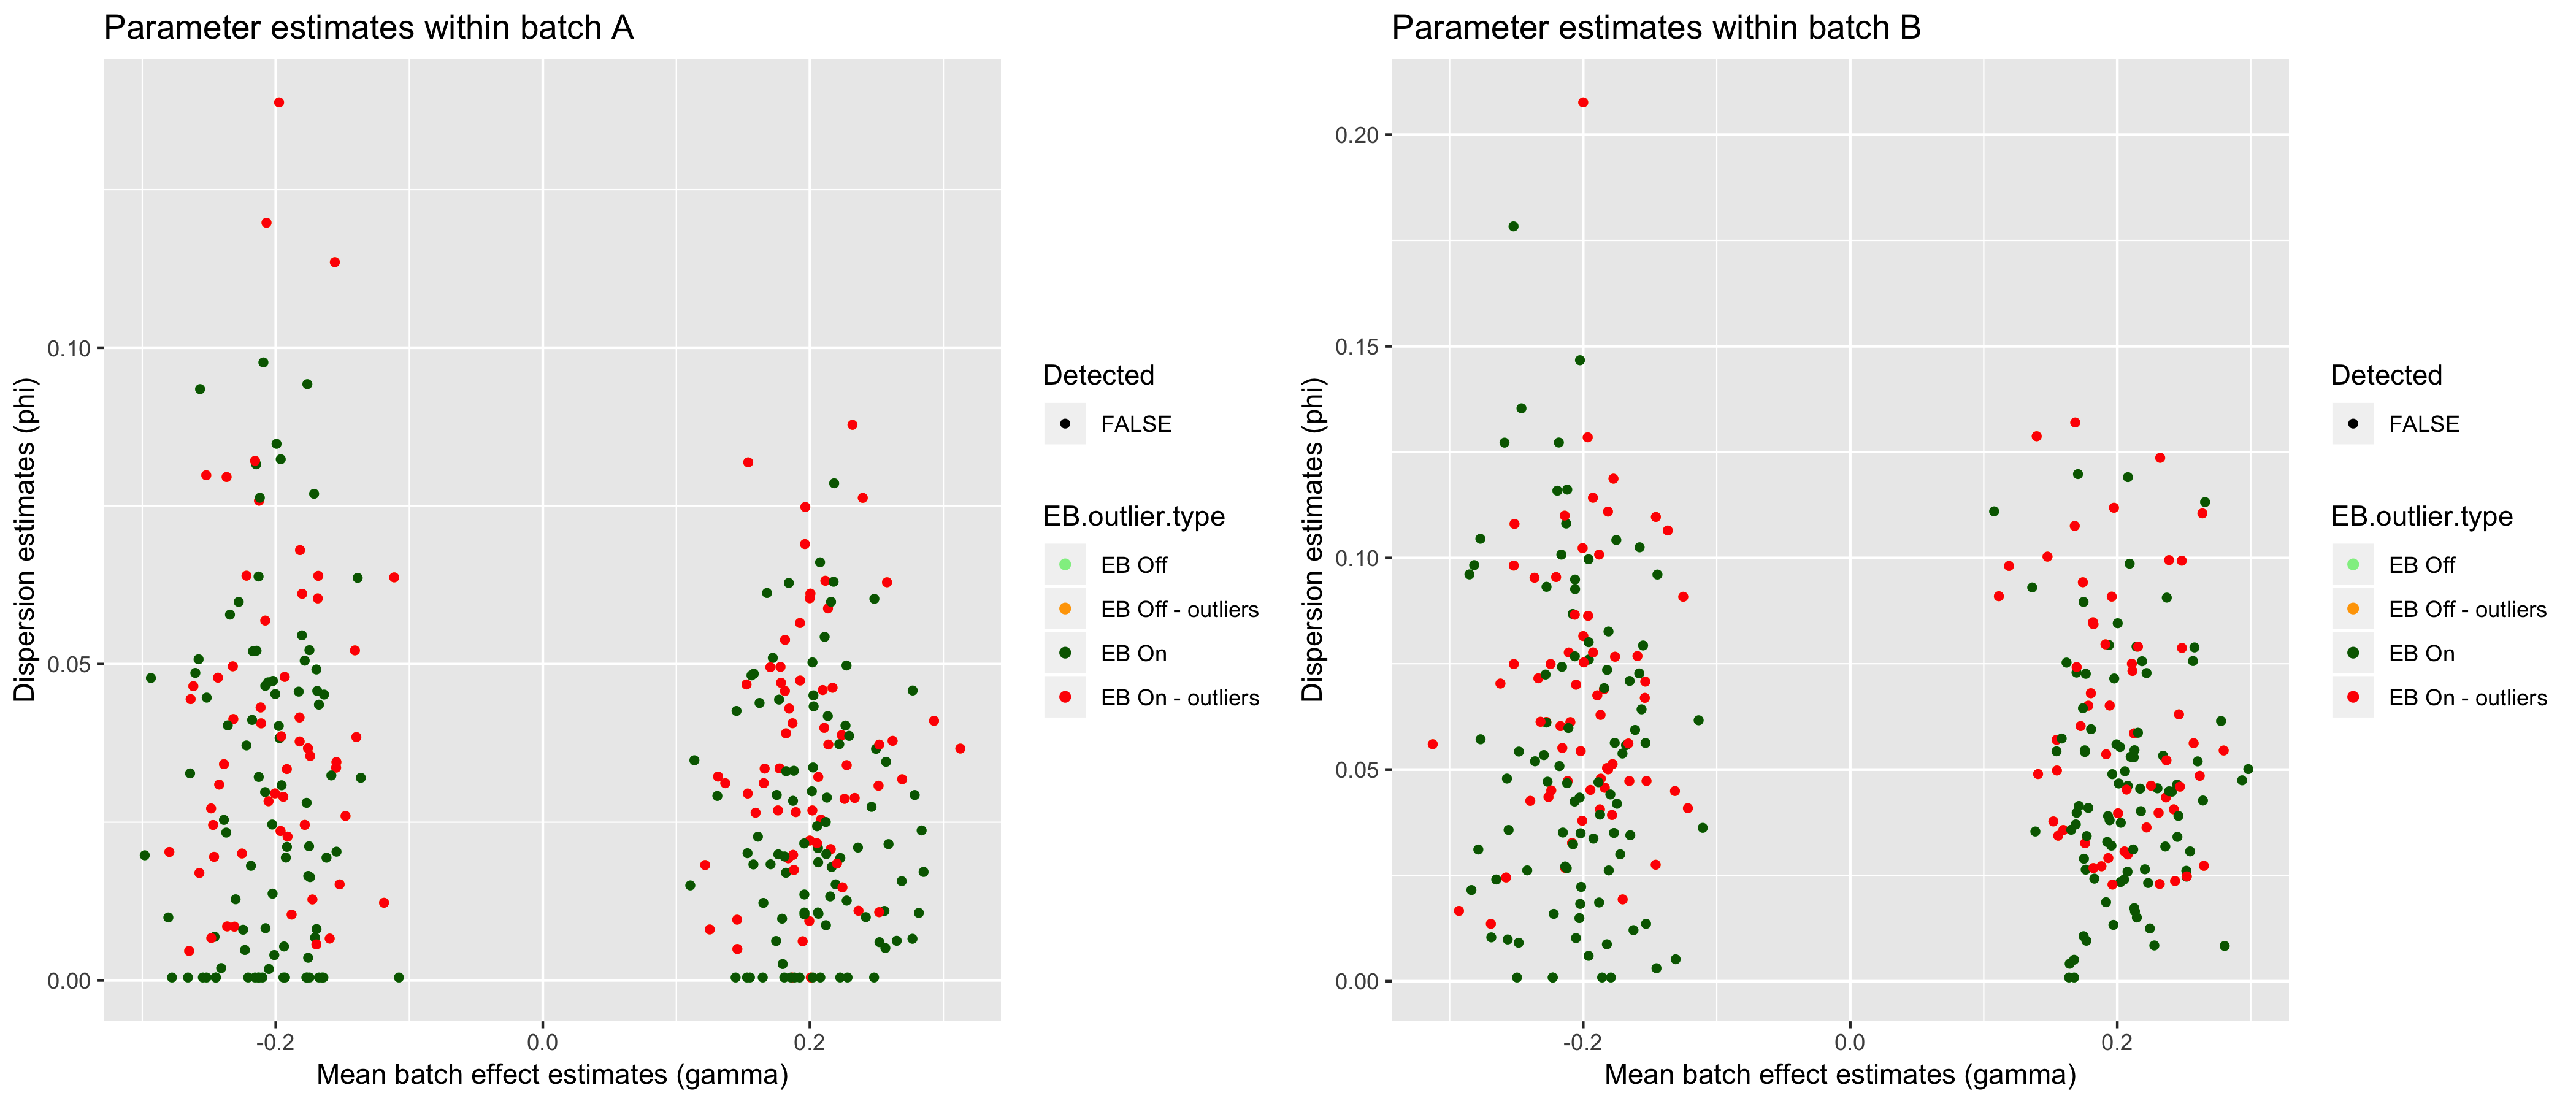 Parameter estimates within batch A
Dispersion estimates (phi)
0.10
0.05
0.00
-0.2
0.0
0.2
Mean batch effect estimates (gamma)
Detected
FALSE
EB.outlier.type
EB Off
EB Off - outliers
EB On
EB On - outliers
Parameter estimates within batch B
Dispersion estimates (phi)
0.20
0.15
0.10
0.05
0.00
-0.2
0.0
0.2
Mean batch effect estimates (gamma)
Detected
FALSE
EB.outlier.type
EB Off
EB Off - outliers
EB On
EB On - outliers